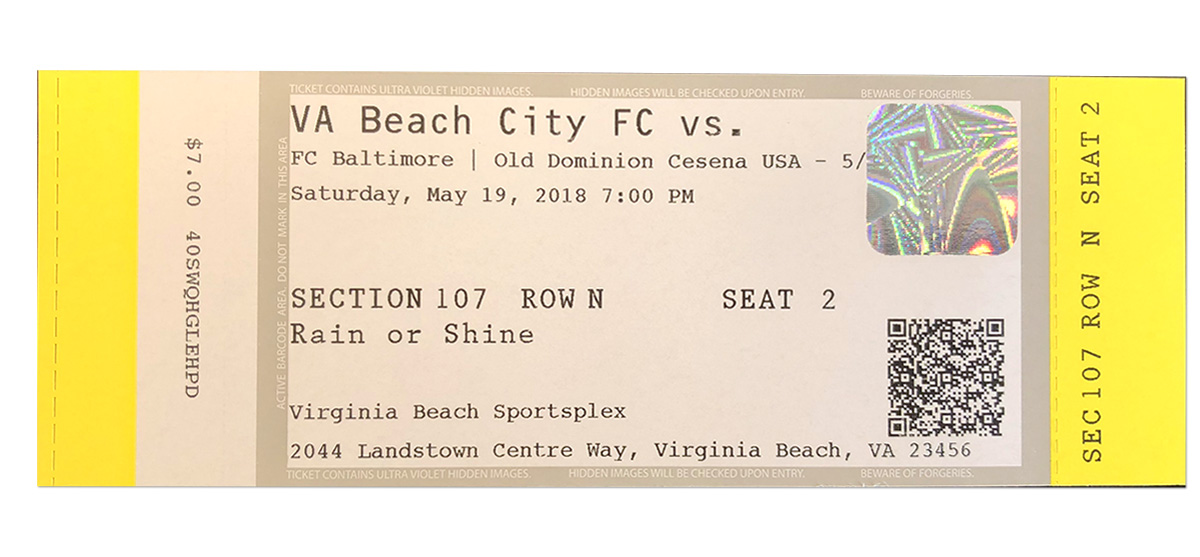 TICKET CONTAINS ULTRA VIOLET HIDDEN IMAGES. HIDDEN IMAGES WILL BE CHECKED UPON ENTRY. BEWARE OF FORGERIES.
VA Beach City FC vs.
FC Baltimore | Old Dominion Cesena USA - 5/
Saturday, May 19, 2018 7:00 PM
SECTION 107 ROW N SEAT 2
Rain or Shine
Virginia Beach Sportsplex
2044 Landstown Centre Way, Virginia Beach, VA 23456
TICKET CONTAINS ULTRA VIOLET HIDDEN IMAGES. HIDDEN IMAGES WILL BE CHECKED UPON ENTRY. BEWARE OF FORGERIES.
$7.00 40SWQHGLEHPD
ACTIVE BARCODE AREA. DO NOT MARK IN THIS AREA
SEC107 ROW N SEAT 2